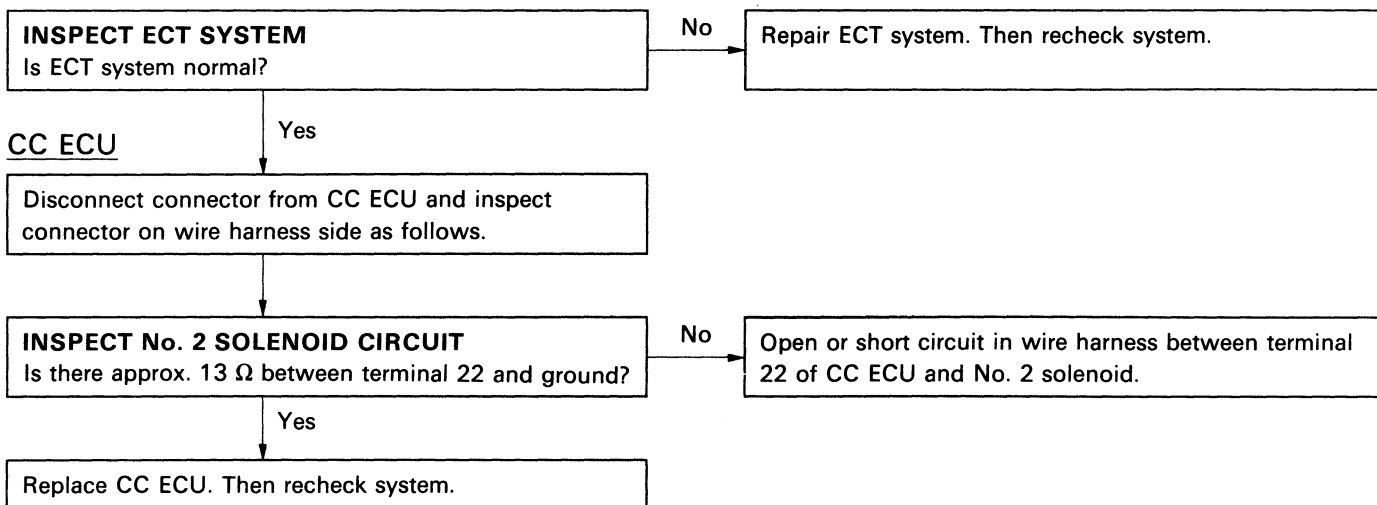 INSPECT ECT SYSTEM
Is ECT system normal?
No
Repair ECT system. Then recheck system.
Yes
CC ECU
Disconnect connector from CC ECU and inspect
connector on wire harness side as follows.
INSPECT No. 2 SOLENOID CIRCUIT
Is there approx. 13 Ω between terminal 22 and ground?
No
Open or short circuit in wire harness between terminal
22 of CC ECU and No. 2 solenoid.
Yes
Replace CC ECU. Then recheck system.